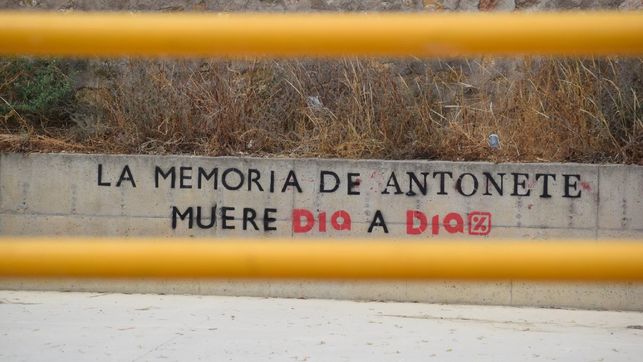 LA MEMORIA DE ANTONETE
MUERE DIA A DIA %